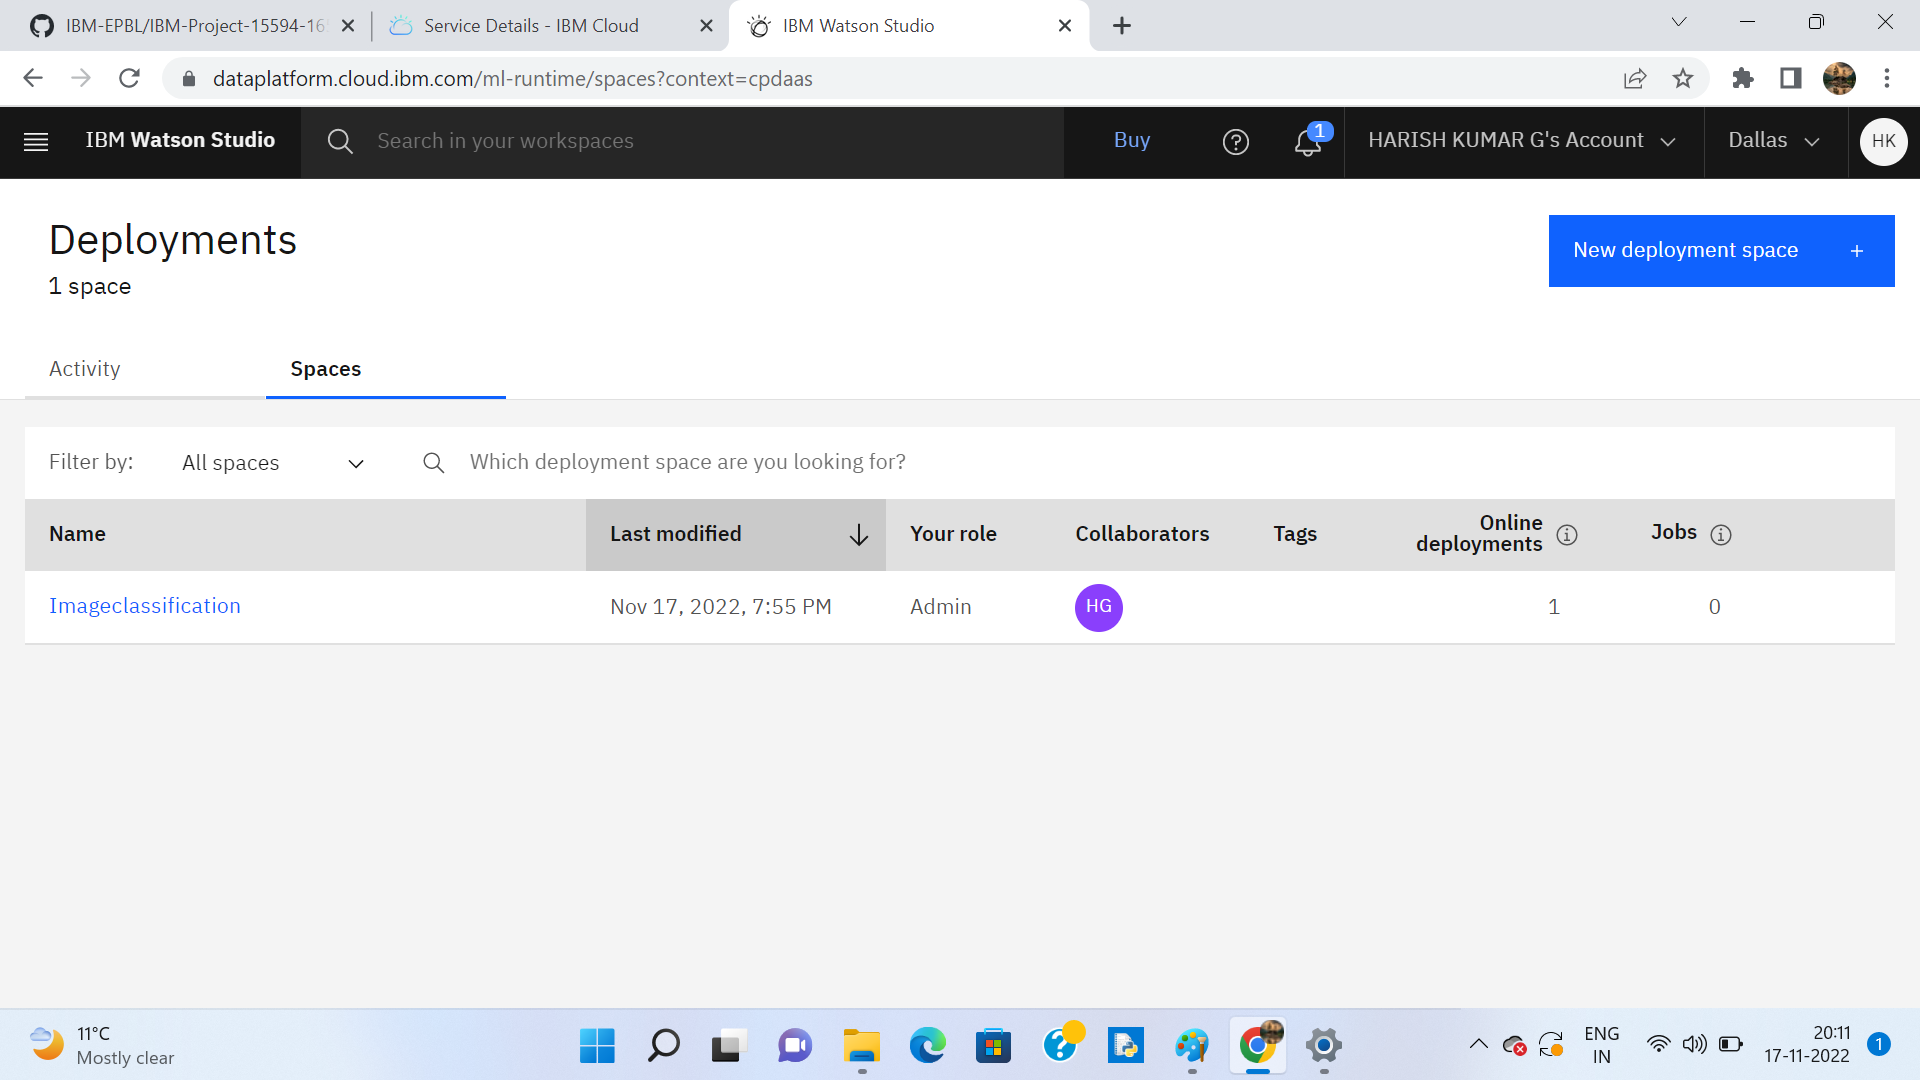 IBM-EPBL/IBM-Project-15594-16
Service Details - IBM Cloud
IBM Watson Studio
dataplatform.cloud.ibm.com/ml-runtime/spaces?context=cpdaas
IBM Watson Studio
Search in your workspaces
Buy
1
HARISH KUMAR G's Account
Dallas
HK
Deployments
1 space
New deployment space +
Activity
Spaces
Filter by:
All spaces
Which deployment space are you looking for?
Name
Last modified
Your role
Collaborators
Tags
Online
deployments
Jobs
Imageclassification
Nov 17, 2022, 7:55 PM
Admin
HG
1
0
11°C
Mostly clear
ENG
IN
20:11
17-11-2022
1